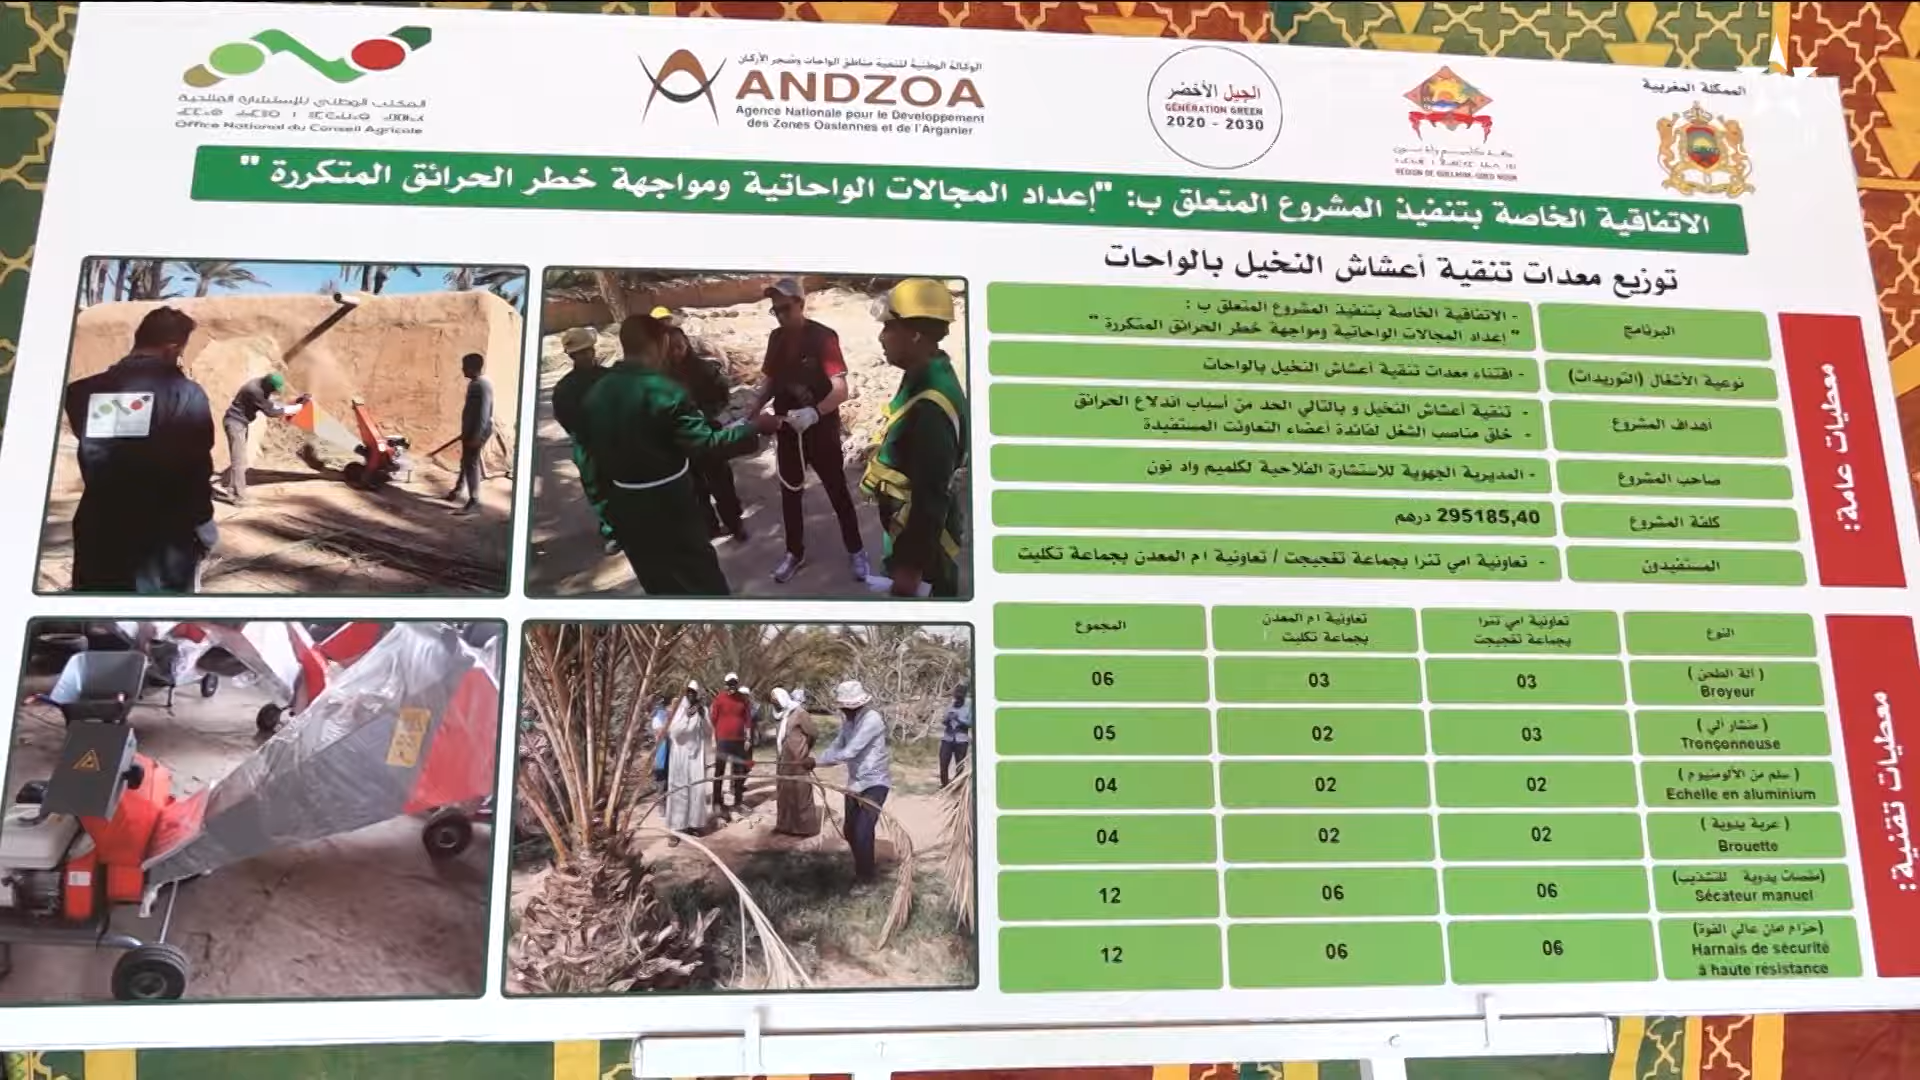 المكتب الوطني للإستشارة الفلاحية
Office National du Conseil Agricole
الوكالة الوطنية لتنمية مناطق الواحات وشجر الأركان
ANDZOA
Agence Nationale pour le Développement
des Zones Oasiennes et de l'Arganier
الجيل الأخضر
GÉNÉRATION GREEN
2020 - 2030
REGION DE GUELMIM-OUED NOUN
المملكة المغربية
الاتفاقية الخاصة بتنفيذ المشروع المتعلق ب: "إعداد المجالات الواحاتية ومواجهة خطر الحرائق المتكررة "
توزيع معدات تنقية أعشاش النخيل بالواحات
معطيات عامة:
البرنامج
- الاتفاقية الخاصة بتنفيذ المشروع المتعلق ب :
" إعداد المجالات الواحاتية ومواجهة خطر الحرائق المتكررة "
نوعية الأشغال (التوريدات)
- اقتناء معدات تنقية أعشاش النخيل بالواحات
أهداف المشروع
- تنقية أعشاش النخيل و بالتالي الحد من أسباب اندلاع الحرائق
- خلق مناصب الشغل لفائدة أعضاء التعاونت المستفيدة
صاحب المشروع
- المديرية الجهوية للاستشارة الفلاحية لكلميم واد نون
كلفة المشروع
295185,40 درهم
المستفيدون
- تعاونية امي تنرا بجماعة تغجيجت / تعاونية ام المعدن بجماعة تكليت
معطيات تقنية:
النوع
تعاونية امي تنرا
بجماعة تغجيجت
تعاونية ام المعدن
بجماعة تكليت
المجموع
( ألة الطحن )
Broyeur
03
03
06
( منشار ألي )
Tronçonneuse
03
02
05
( سلم من الألومنيوم )
Echelle en aluminium
02
02
04
( عربة يدوية )
Brouette
02
02
04
(مقصات يدوية للتشذيب)
Sécateur manuel
06
06
12
(حزام امان عالي القوة)
Harnais de sécurité
à haute résistance
06
06
12